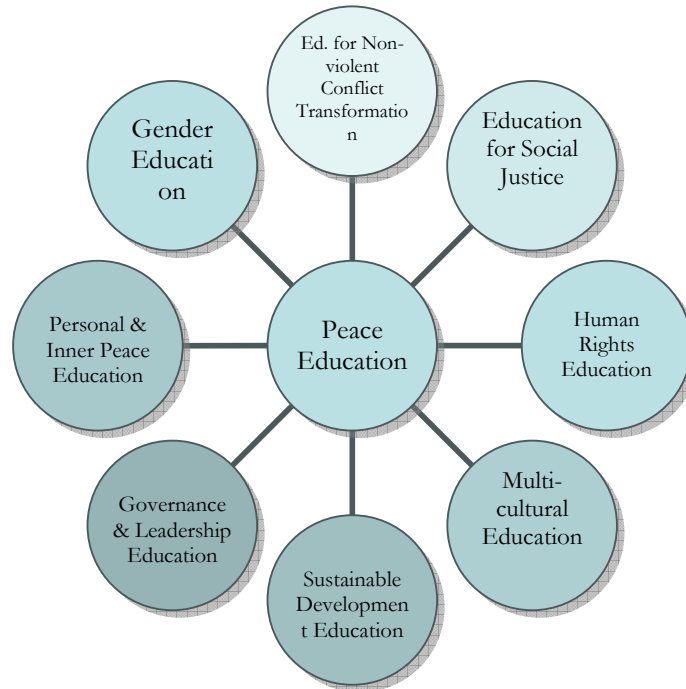 Ed. for Non-
violent
Conflict
Transformatio
n
Gender
Educati
on
Education
for Social
Justice
Personal &
Inner Peace
Education
Peace
Education
Human
Rights
Education
Governance
& Leadership
Education
Multi-
cultural
Education
Sustainable
Developmen
t Education